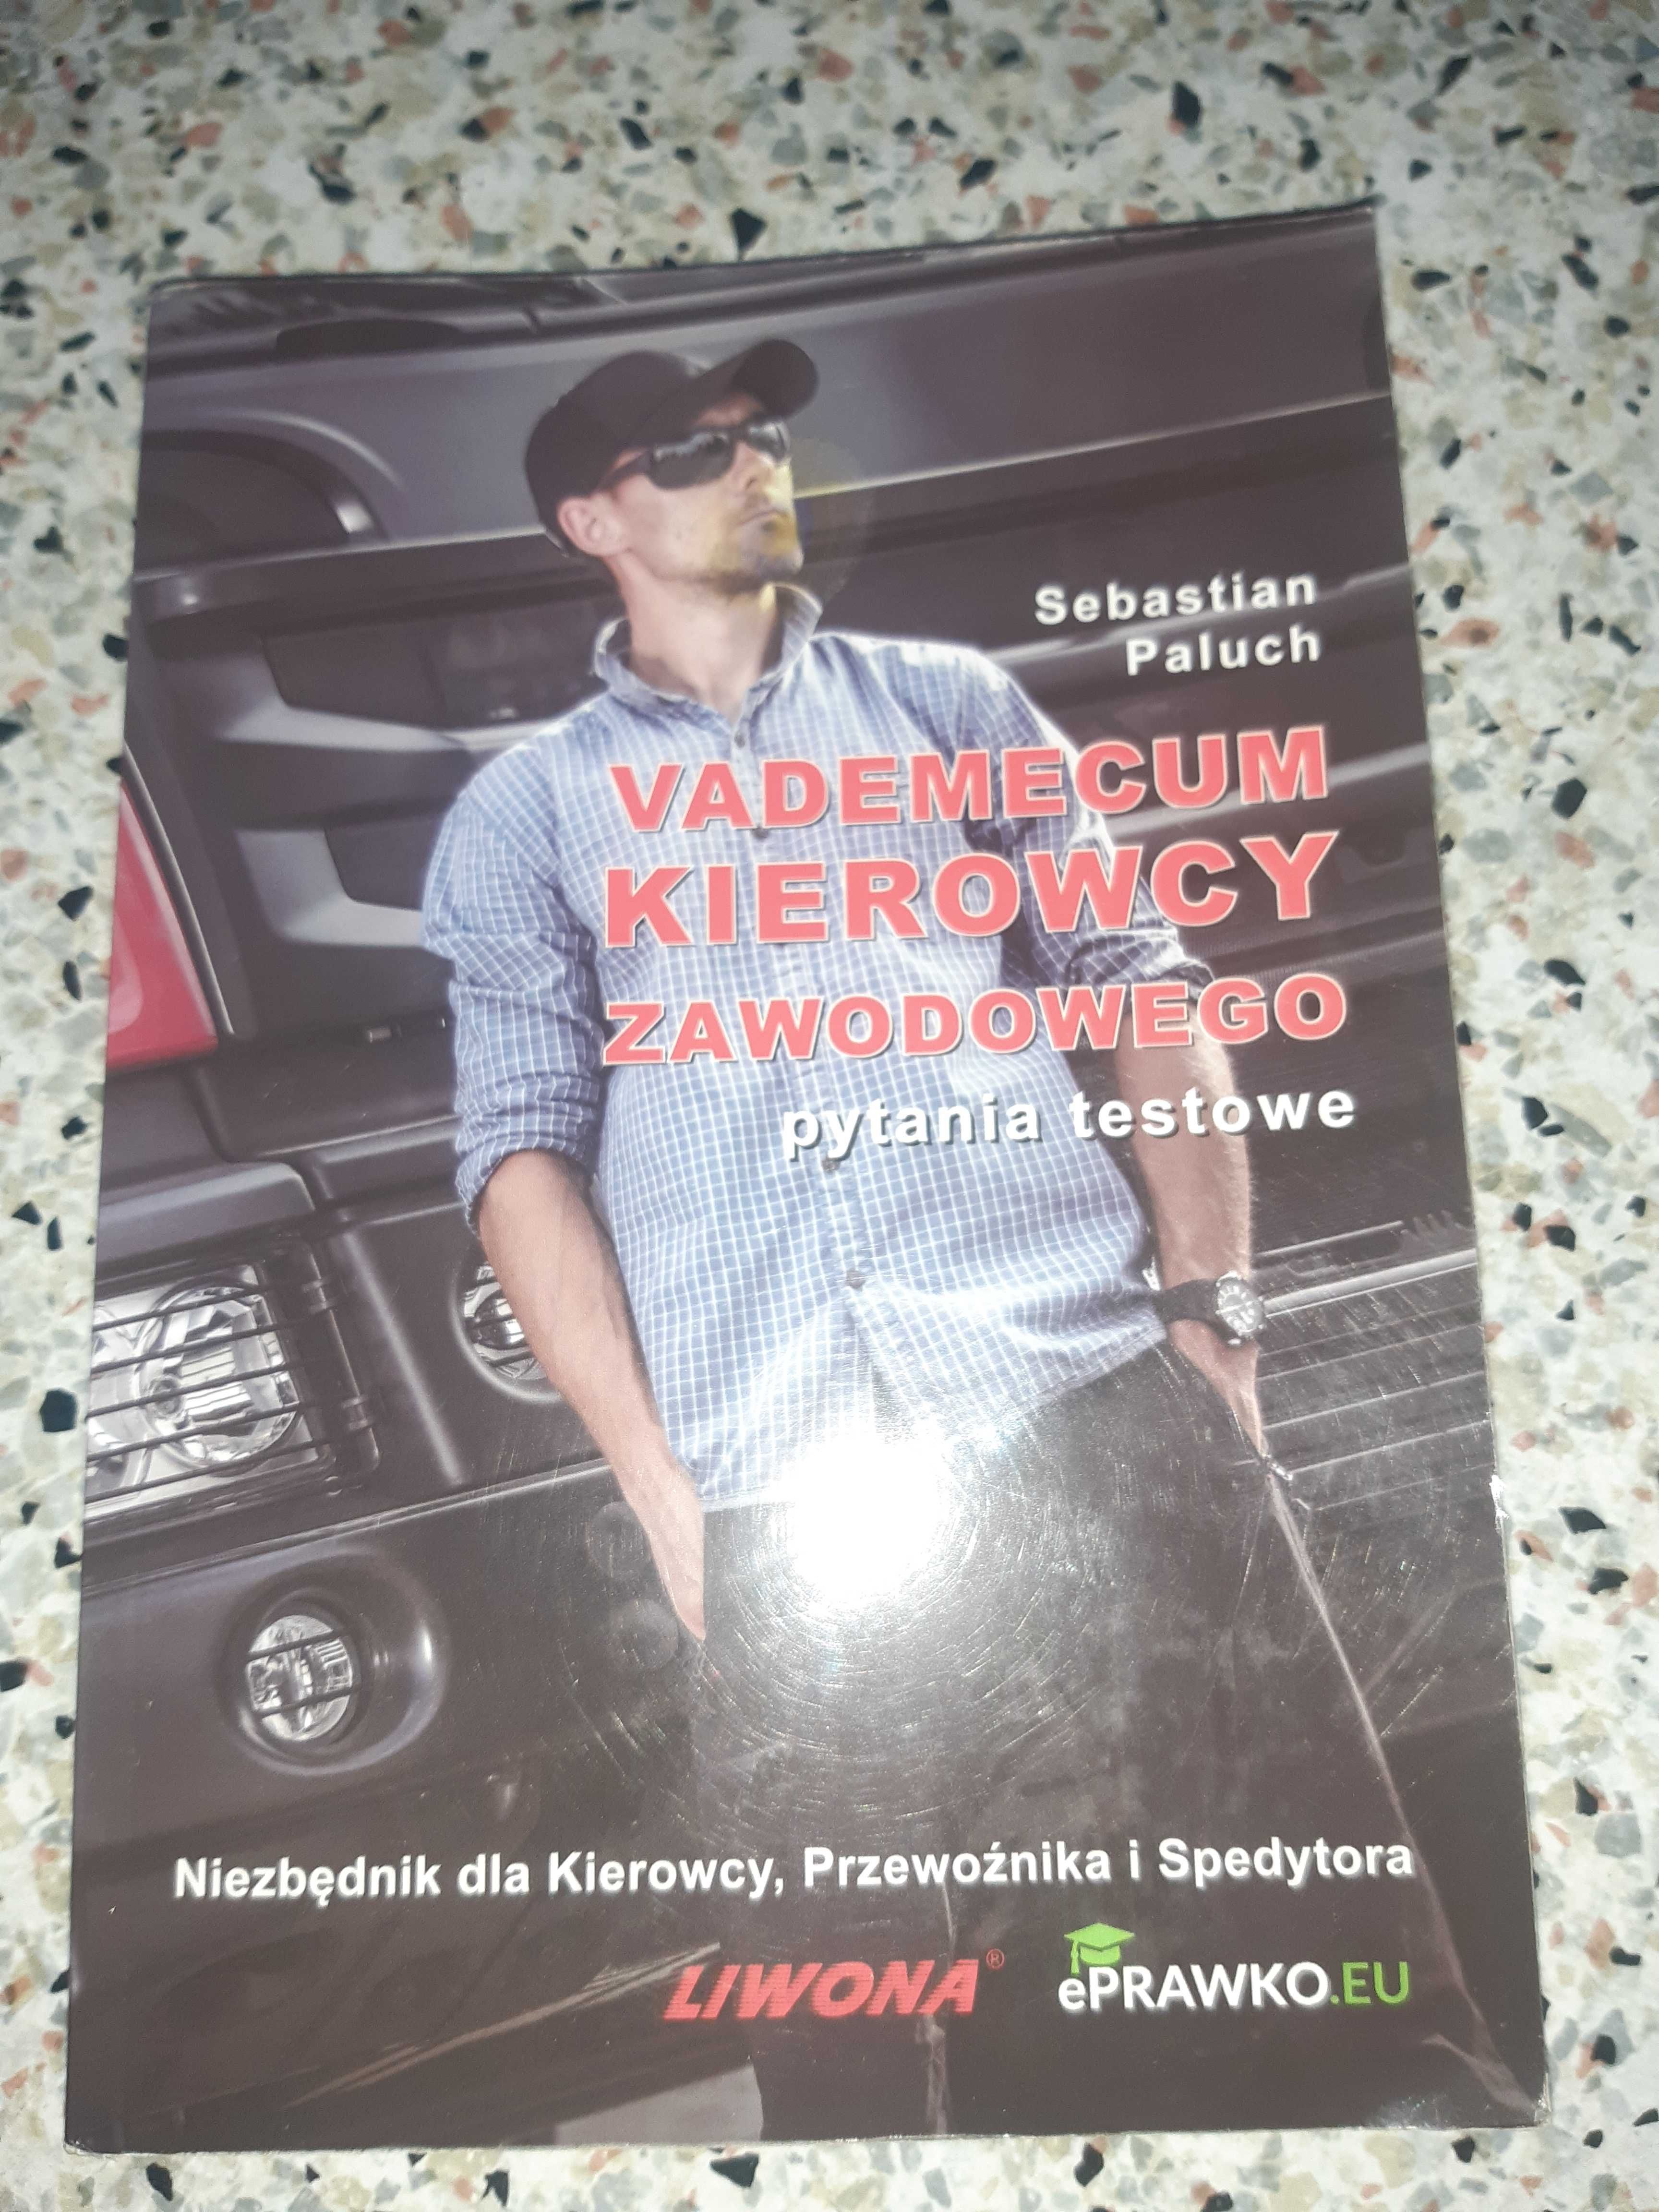 Sebastian
Paluch
VADEMECUM
KIEROWCY
ZAWODOWEGO
pytania testowe
Niezbędnik dla Kierowcy, Przewoźnika i Spedytora
LIWONA®
ePRAWKO.EU